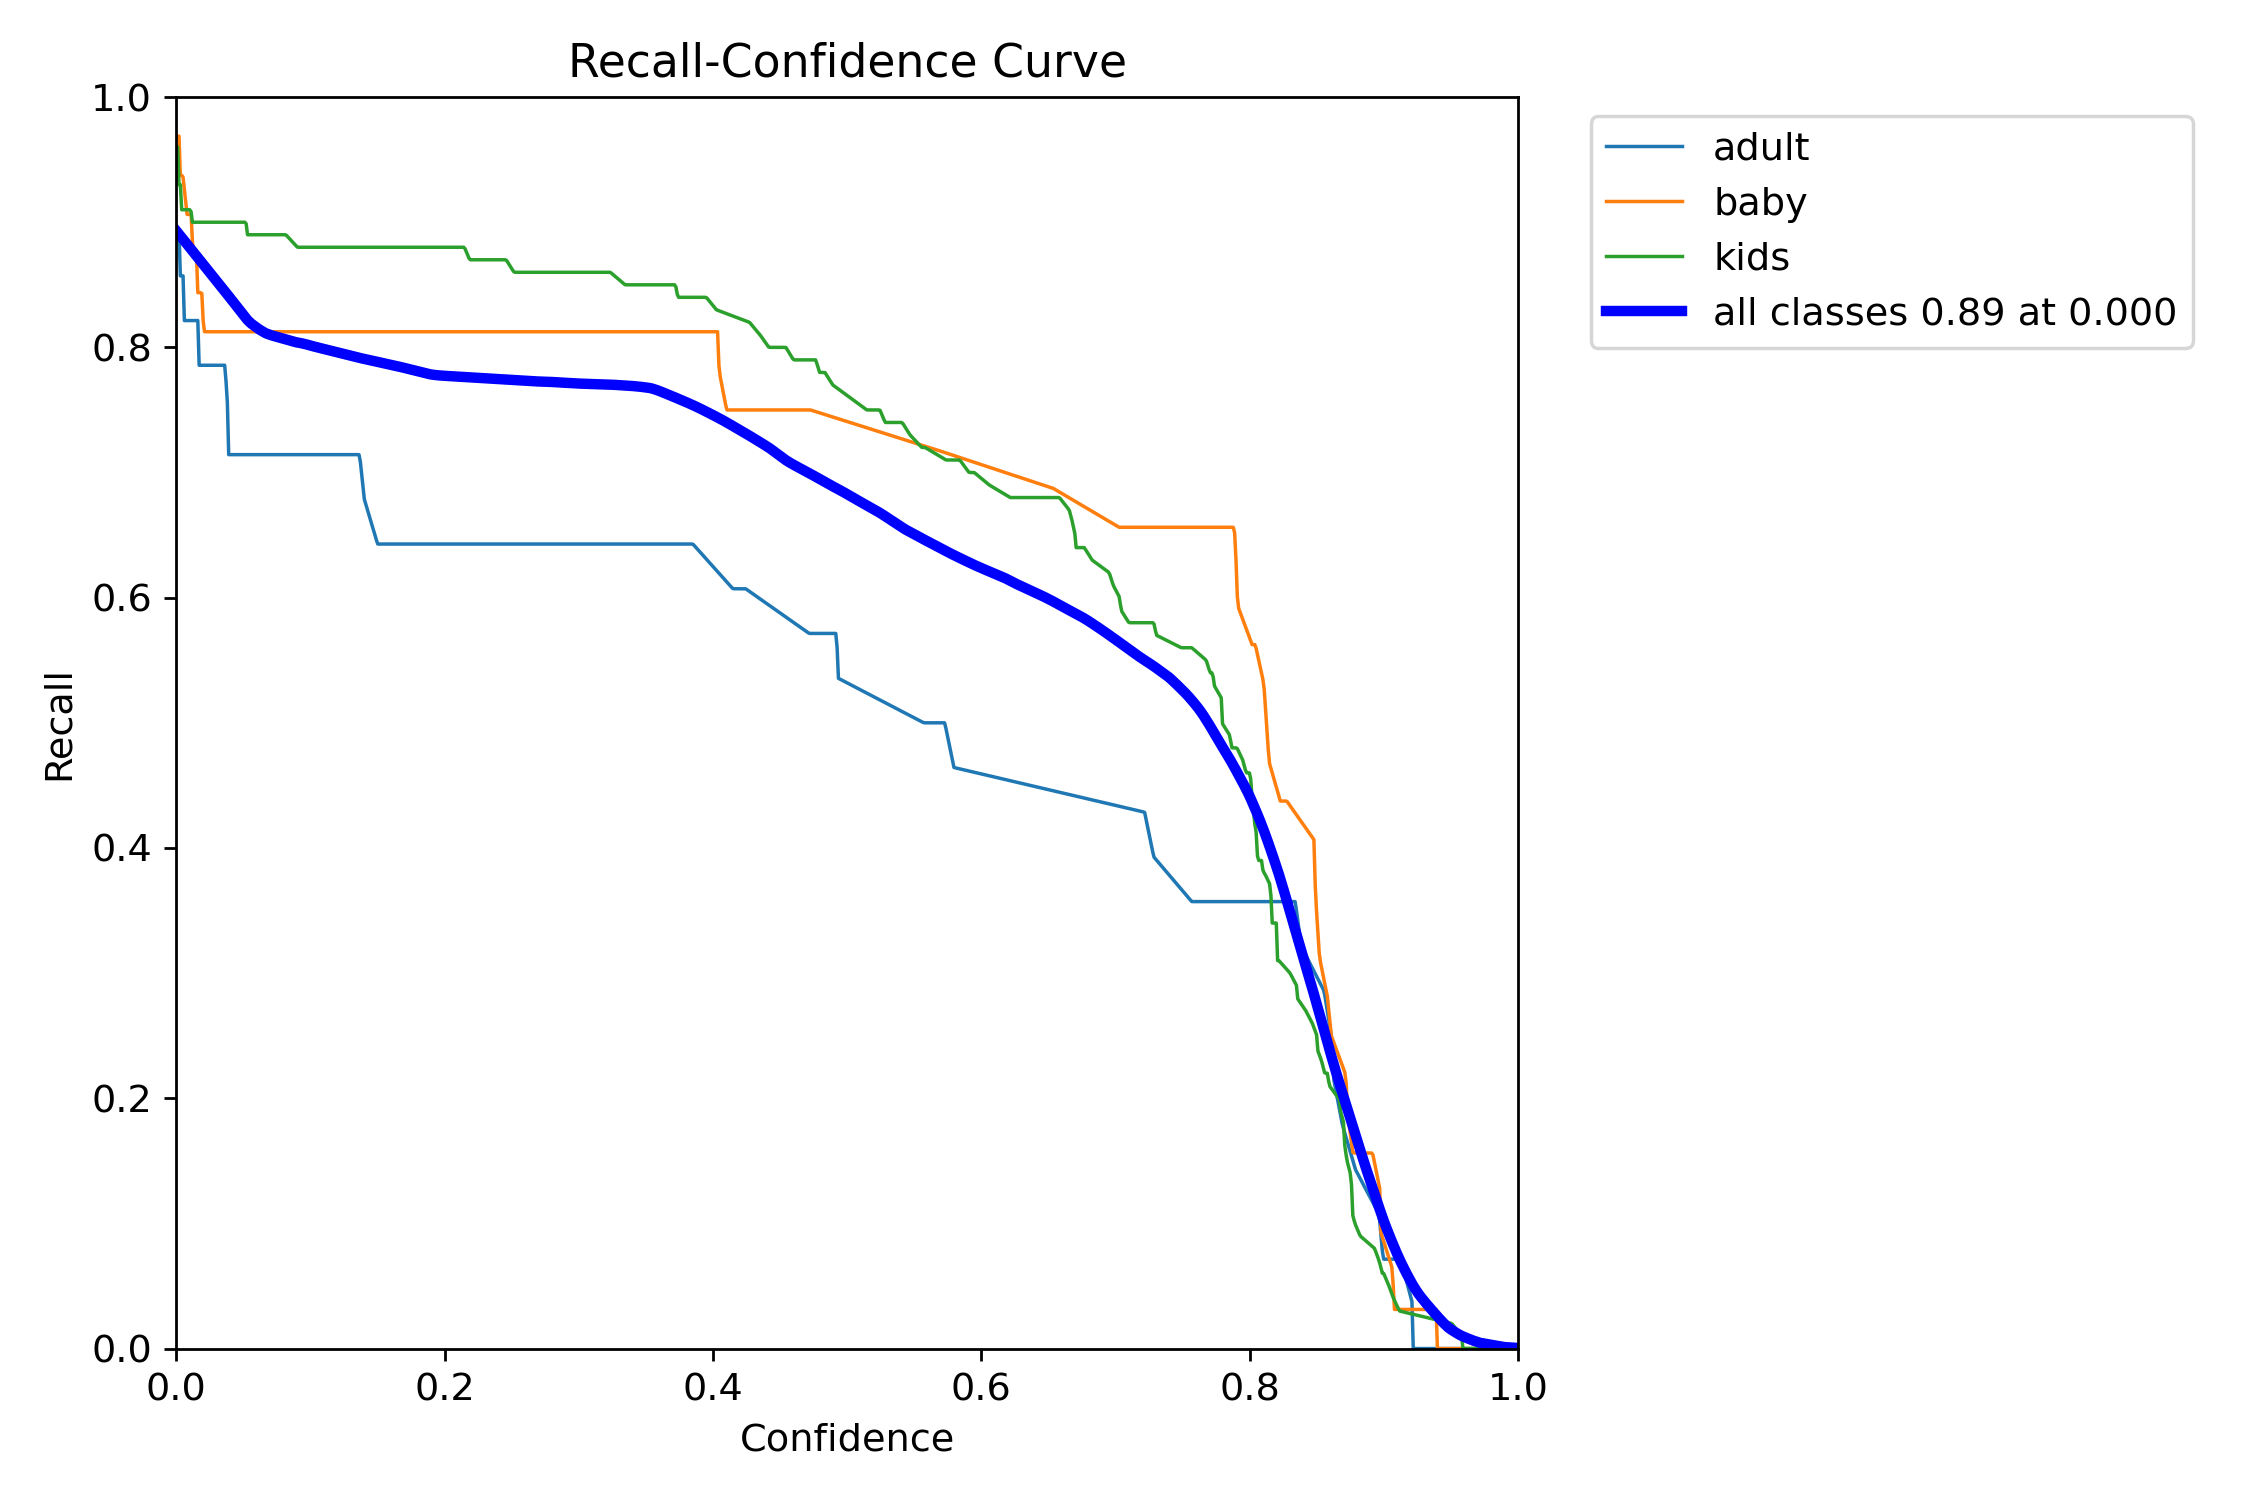 Recall-Confidence Curve
1.0
0.8
0.6
0.4
0.2
0.0
Recall
0.0 0.2 0.4 0.6 0.8 1.0
Confidence
adult
baby
kids
all classes 0.89 at 0.000